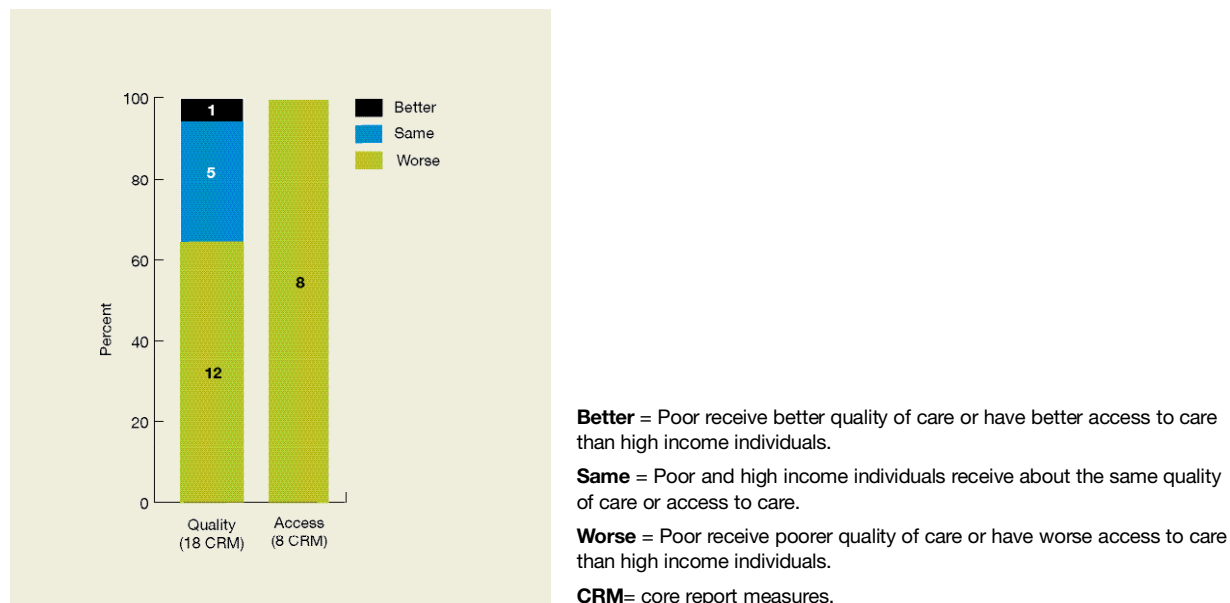 100
80
60
40
20
0
Percent
1
5
12
8
Better
Same
Worse
Quality
(18 CRM)
Access
(8 CRM)
Better = Poor receive better quality of care or have better access to care
than high income individuals.
Same = Poor and high income individuals receive about the same quality
of care or access to care.
Worse = Poor receive poorer quality of care or have worse access to care
than high income individuals.
CRM= core report measures.